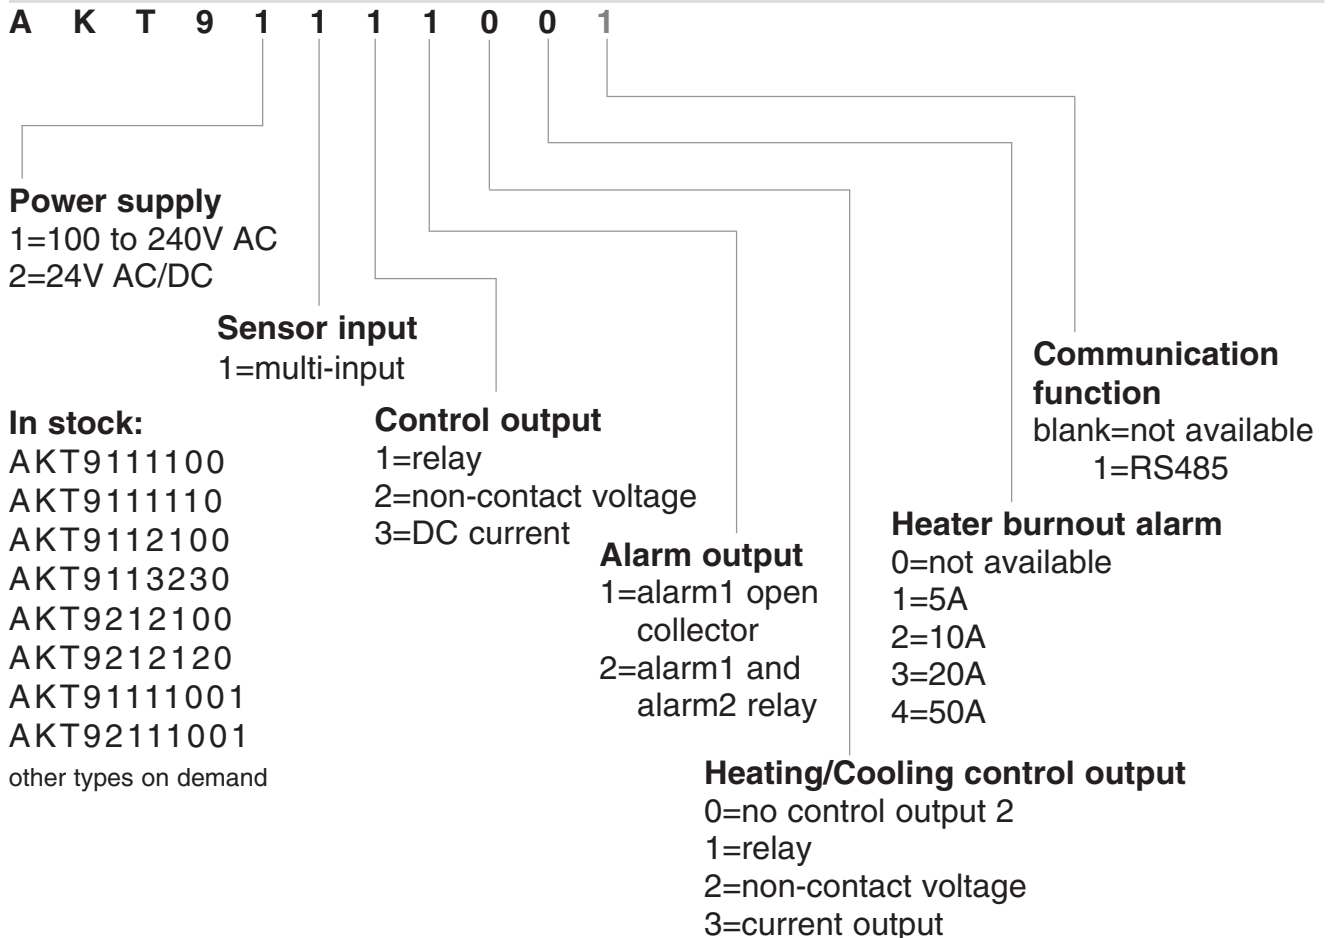 A K T 9 1 1 1 1 0 0 1
Power supply
1=100 to 240V AC
2=24V AC/DC
Sensor input
1=multi-input
In stock:
AKT9111100
AKT9111110
AKT9112100
AKT9113230
AKT9212100
AKT9212120
AKT91111001
AKT92111001
other types on demand
Control output
1=relay
2=non-contact voltage
3=DC current
Alarm output
1=alarm1 open
collector
2=alarm1 and
alarm2 relay
Heating/Cooling control output
0=no control output 2
1=relay
2=non-contact voltage
3=current output
Heater burnout alarm
0=not available
1=5A
2=10A
3=20A
4=50A
Communication
function
blank=not available
1=RS485